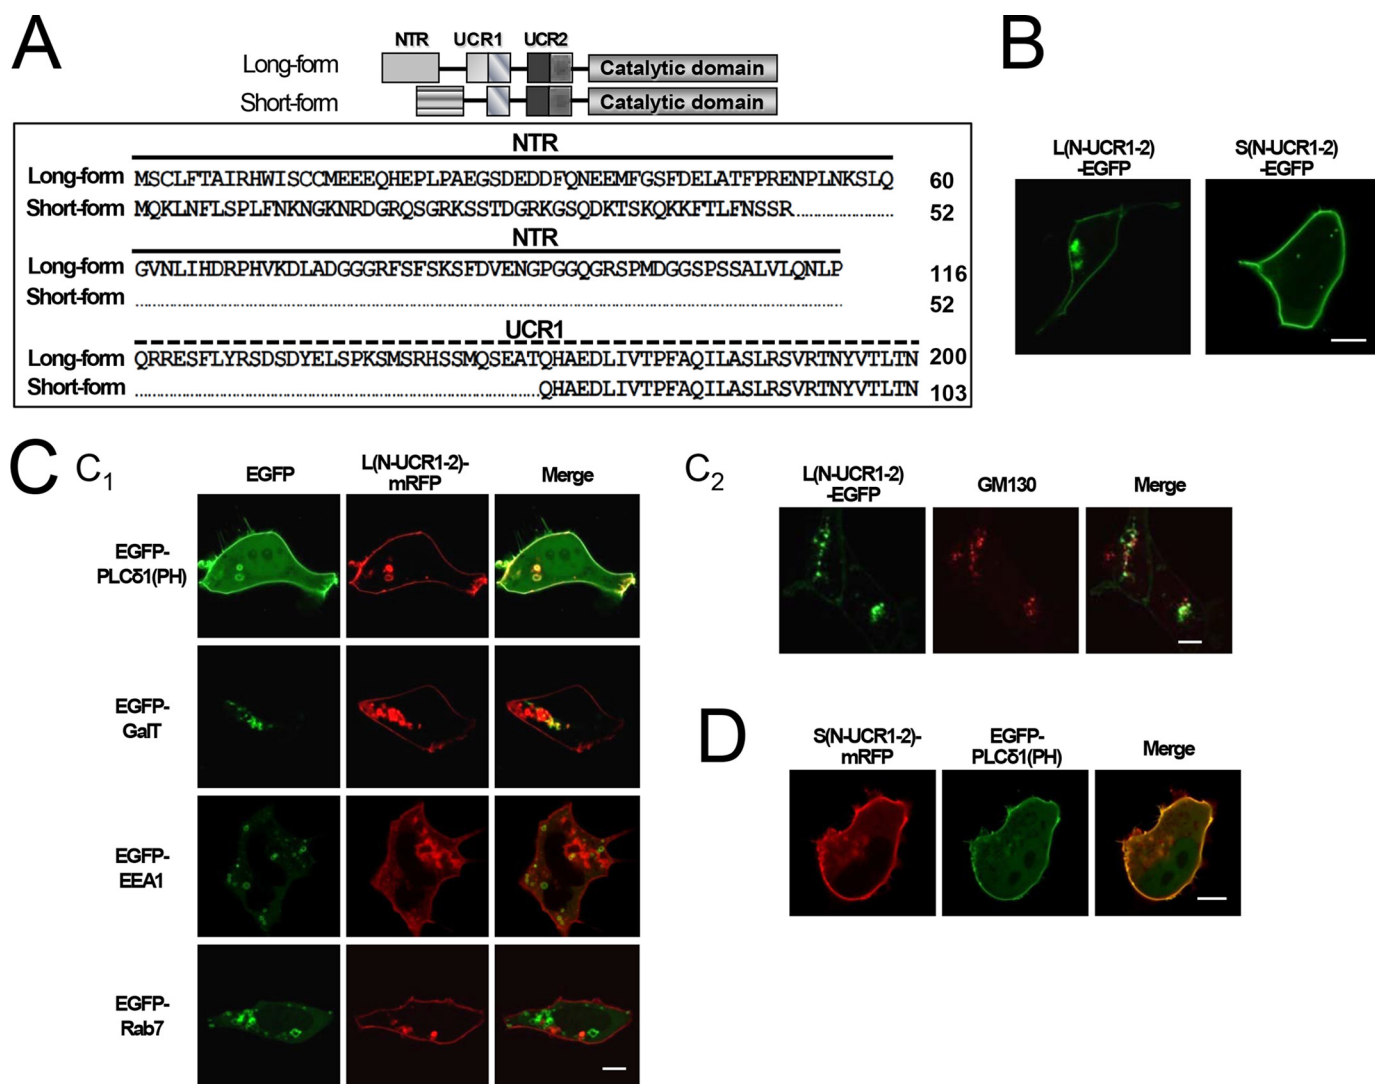 A
NTR UCR1 UCR2
Long-form Catalytic domain
Short-form Catalytic domain
NTR
Long-form MSCLFTAIRHWISCCMEEEQHEPLPAEGSDEDDFQNEEMFGSFDELATFPRENPLNKSLQ 60
Short-form MQKLNFLSPLFNKNGKNRDGRQSGRKSSTDGRKGSQDKTSKQKKFTLFNSSR 52
NTR
Long-form GVNLIHDRPHVKDLADGGGRFSFSKSFDVENGPGGQGRSPMDGGSPSSALVLQNLP 116
Short-form 52
UCR1
Long-form QRRESFLYRSDSDYELSPKSMSRHSSMQSEATQHAEDLIVTPFAQILASLRSVRTNYVTLTN 200
Short-form QHAEDLIVTPFAQILASLRSVRTNYVTLTN 103
B
L(N-UCR1-2)
-EGFP
S(N-UCR1-2)
-EGFP
C
C1
EGFP
L(N-UCR1-2)-
mRFP
Merge
EGFP-
PLCδ1(PH)
EGFP-
GalT
EGFP-
EEA1
EGFP-
Rab7
C2
L(N-UCR1-2)
-EGFP
GM130
Merge
D
S(N-UCR1-2)-
mRFP
EGFP-
PLCδ1(PH)
Merge